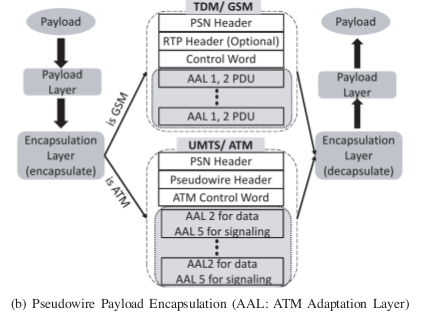 TDM/ GSM
Payload
PSN Header
Payload
RTP Header (Optional)
Control Word
Payload
Layer
AAL 1, 2 PDU
Payload
Layer
is GSM
AAL 1, 2 PDU
Encapsulation
Layer
(encapsulate)
UMTS/ ATM
Encapsulation
Layer
(decapsulate)
PSN Header
is ATM
Pseudowire Header
ATM Control Word
AAL 2 for data
AAL 5 for signaling
AAL2 for data
AAL 5 for signaling
(b) Pseudowire Payload Encapsulation (AAL: ATM Adaptation Layer)